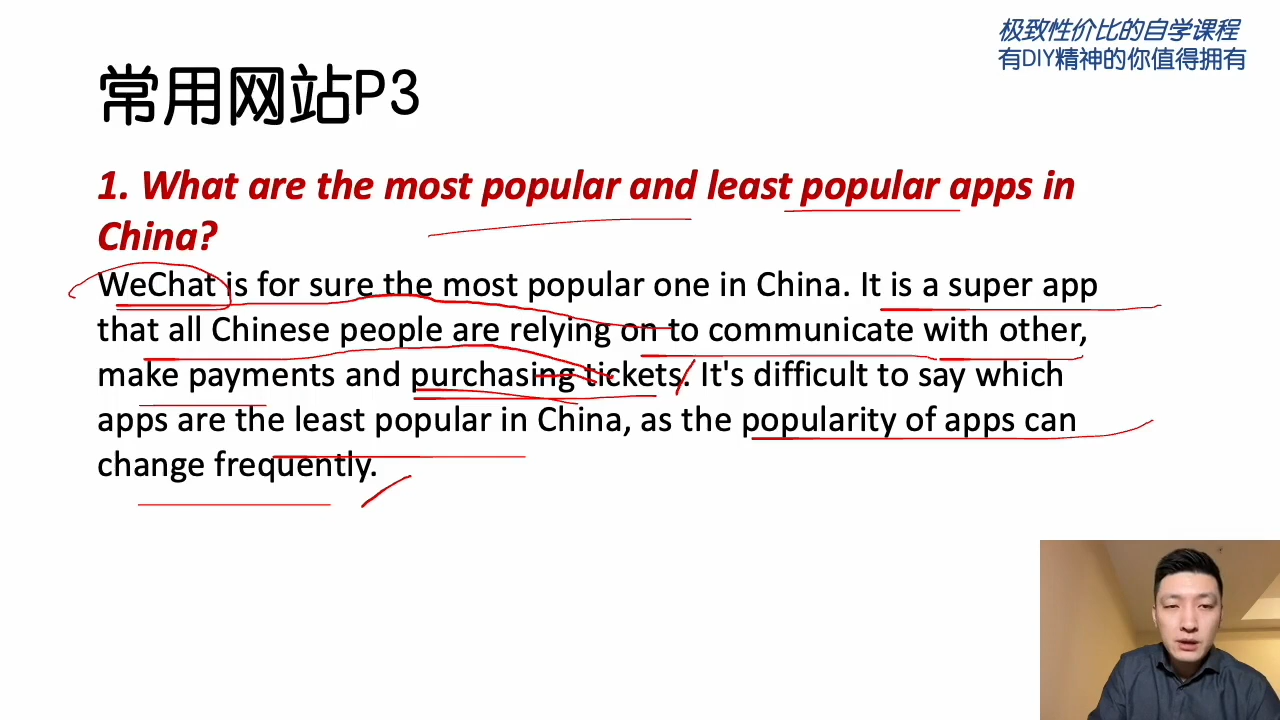 极致性价比的自学课程
有DIY精神的你值得拥有
常用网站P3
1. What are the most popular and least popular apps in
China?
WeChat is for sure the most popular one in China. It is a super app
that all Chinese people are relying on to communicate with other,
make payments and purchasing tickets. It's difficult to say which
apps are the least popular in China, as the popularity of apps can
change frequently.